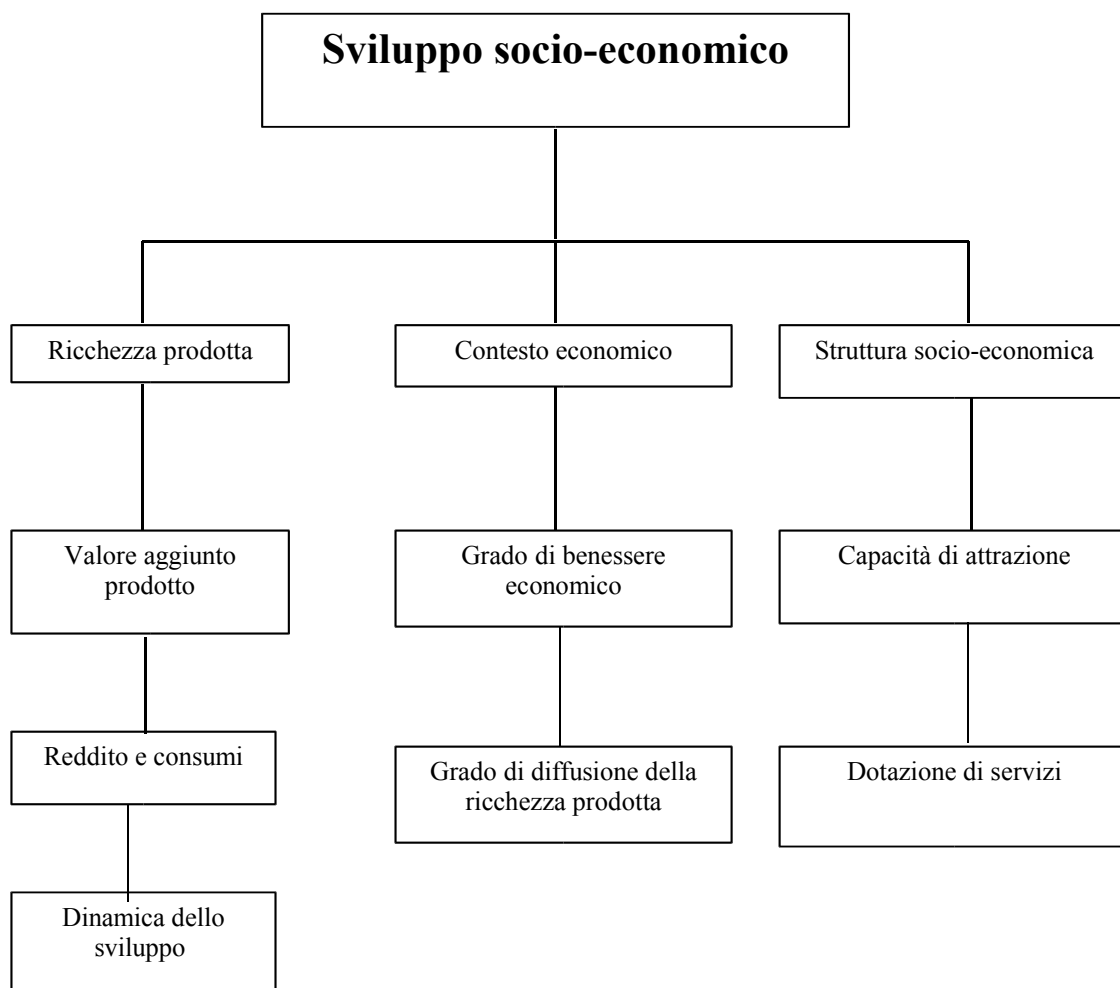 Sviluppo socio-economico
Ricchezza prodotta
Contesto economico
Struttura socio-economica
Valore aggiunto
prodotto
Grado di benessere
economico
Capacità di attrazione
Reddito e consumi
Grado di diffusione della
ricchezza prodotta
Dotazione di servizi
Dinamica dello
sviluppo